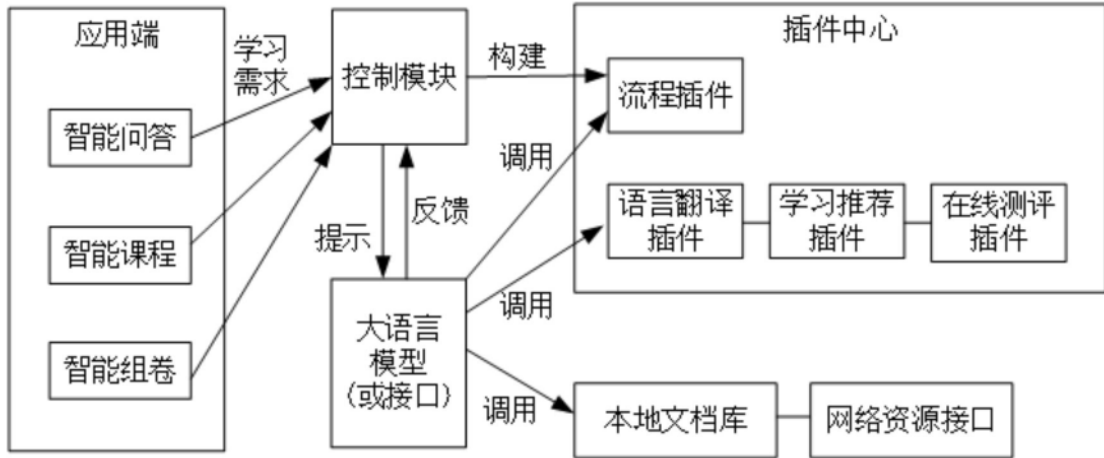 应用端
学习
需求
智能问答
智能课程
智能组卷
控制模块
构建
提示
反馈
大语言
模型
(或接口)
调用
调用
调用
插件中心
流程插件
语言翻译
插件
学习推荐
插件
在线测评
插件
本地文档库
网络资源接口